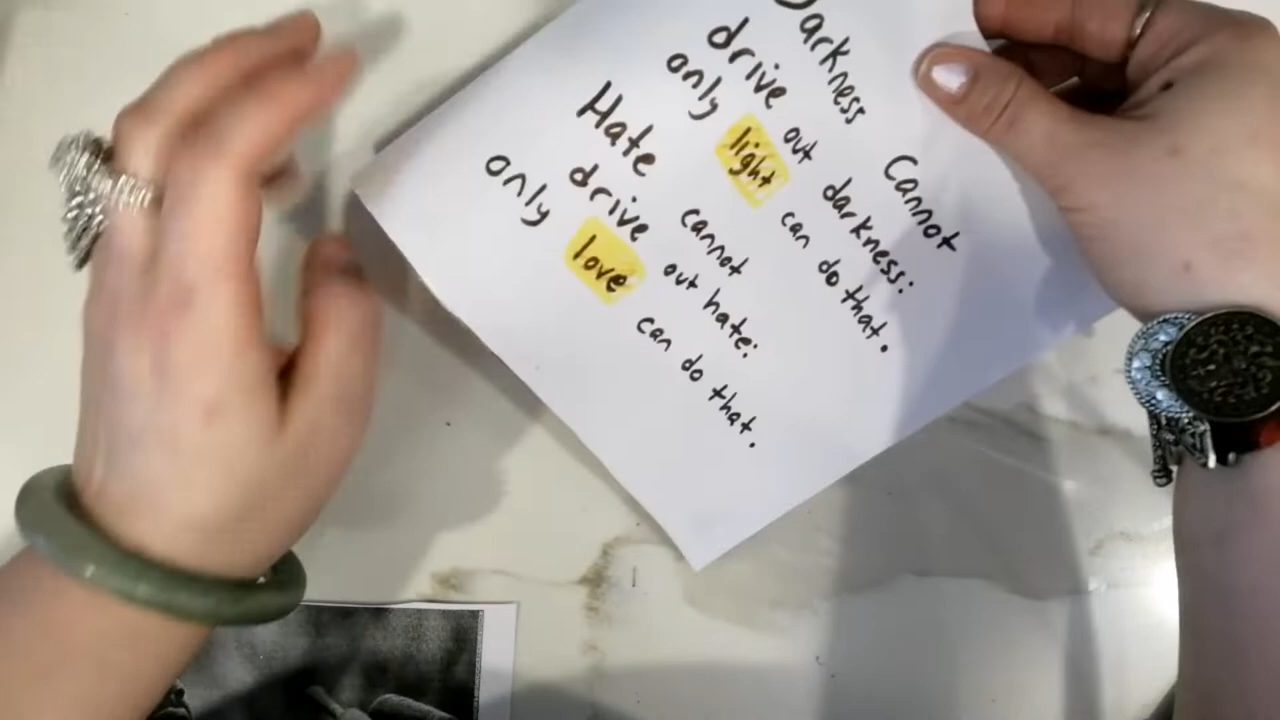 Darkness Cannot
drive out darkness:
only light can do that.
Hate cannot
drive out hate:
only love can do that.